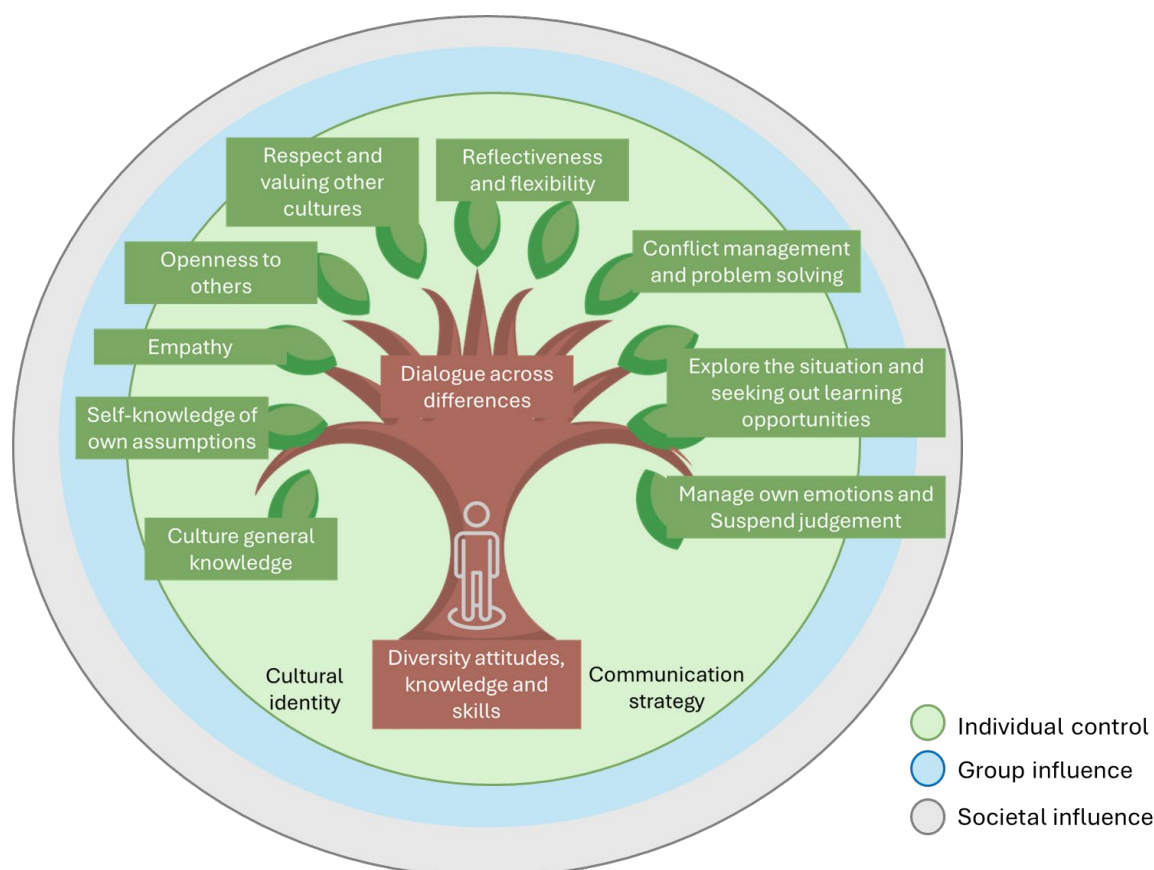 Respect and
valuing other
cultures
Reflectiveness
and flexibility
Openness to
others
Conflict management
and problem solving
Empathy
Dialogue across
differences
Explore the situation and
seeking out learning
opportunities
Self-knowledge of
own assumptions
Manage own emotions and
Suspend judgement
Culture general
knowledge
Cultural
identity
Diversity attitudes,
knowledge and
skills
Communication
strategy
Individual control
Group influence
Societal influence